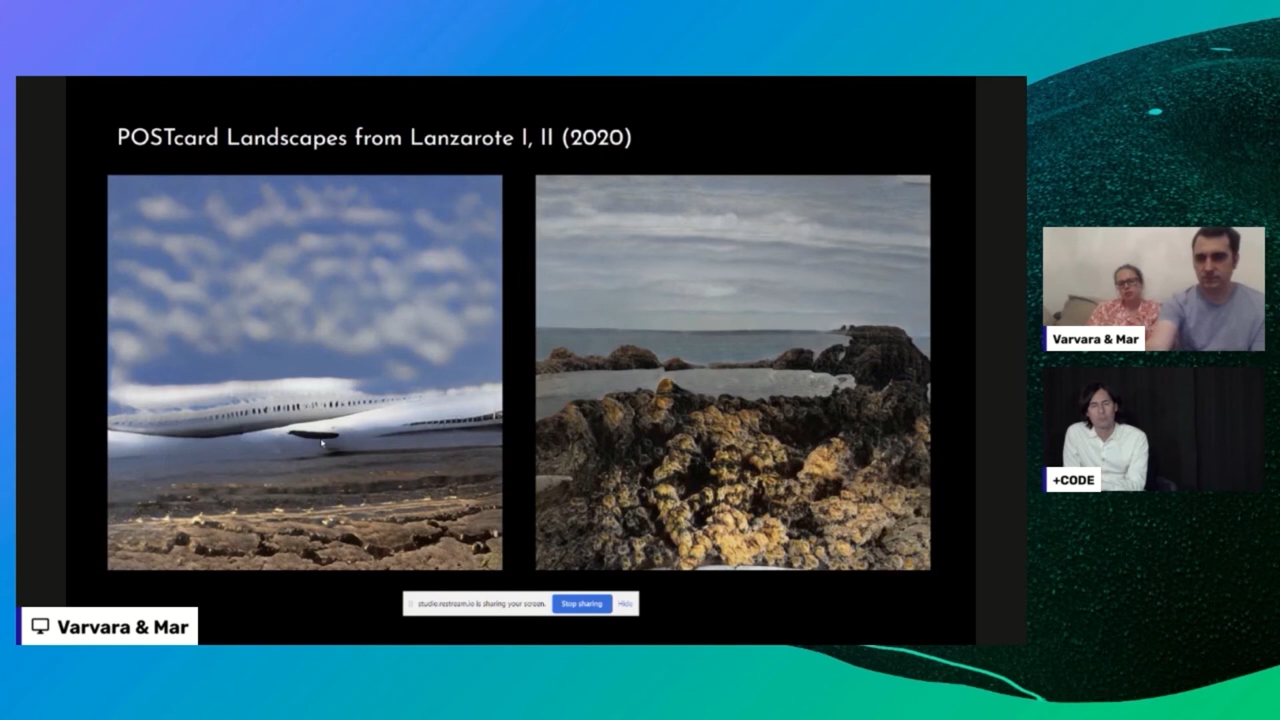 POSTcard Landscapes from Lanzarote I, II (2020)
Varvara & Mar
+CODE
studio.restream.io is sharing your screen. Stop sharing Hide
Varvara & Mar